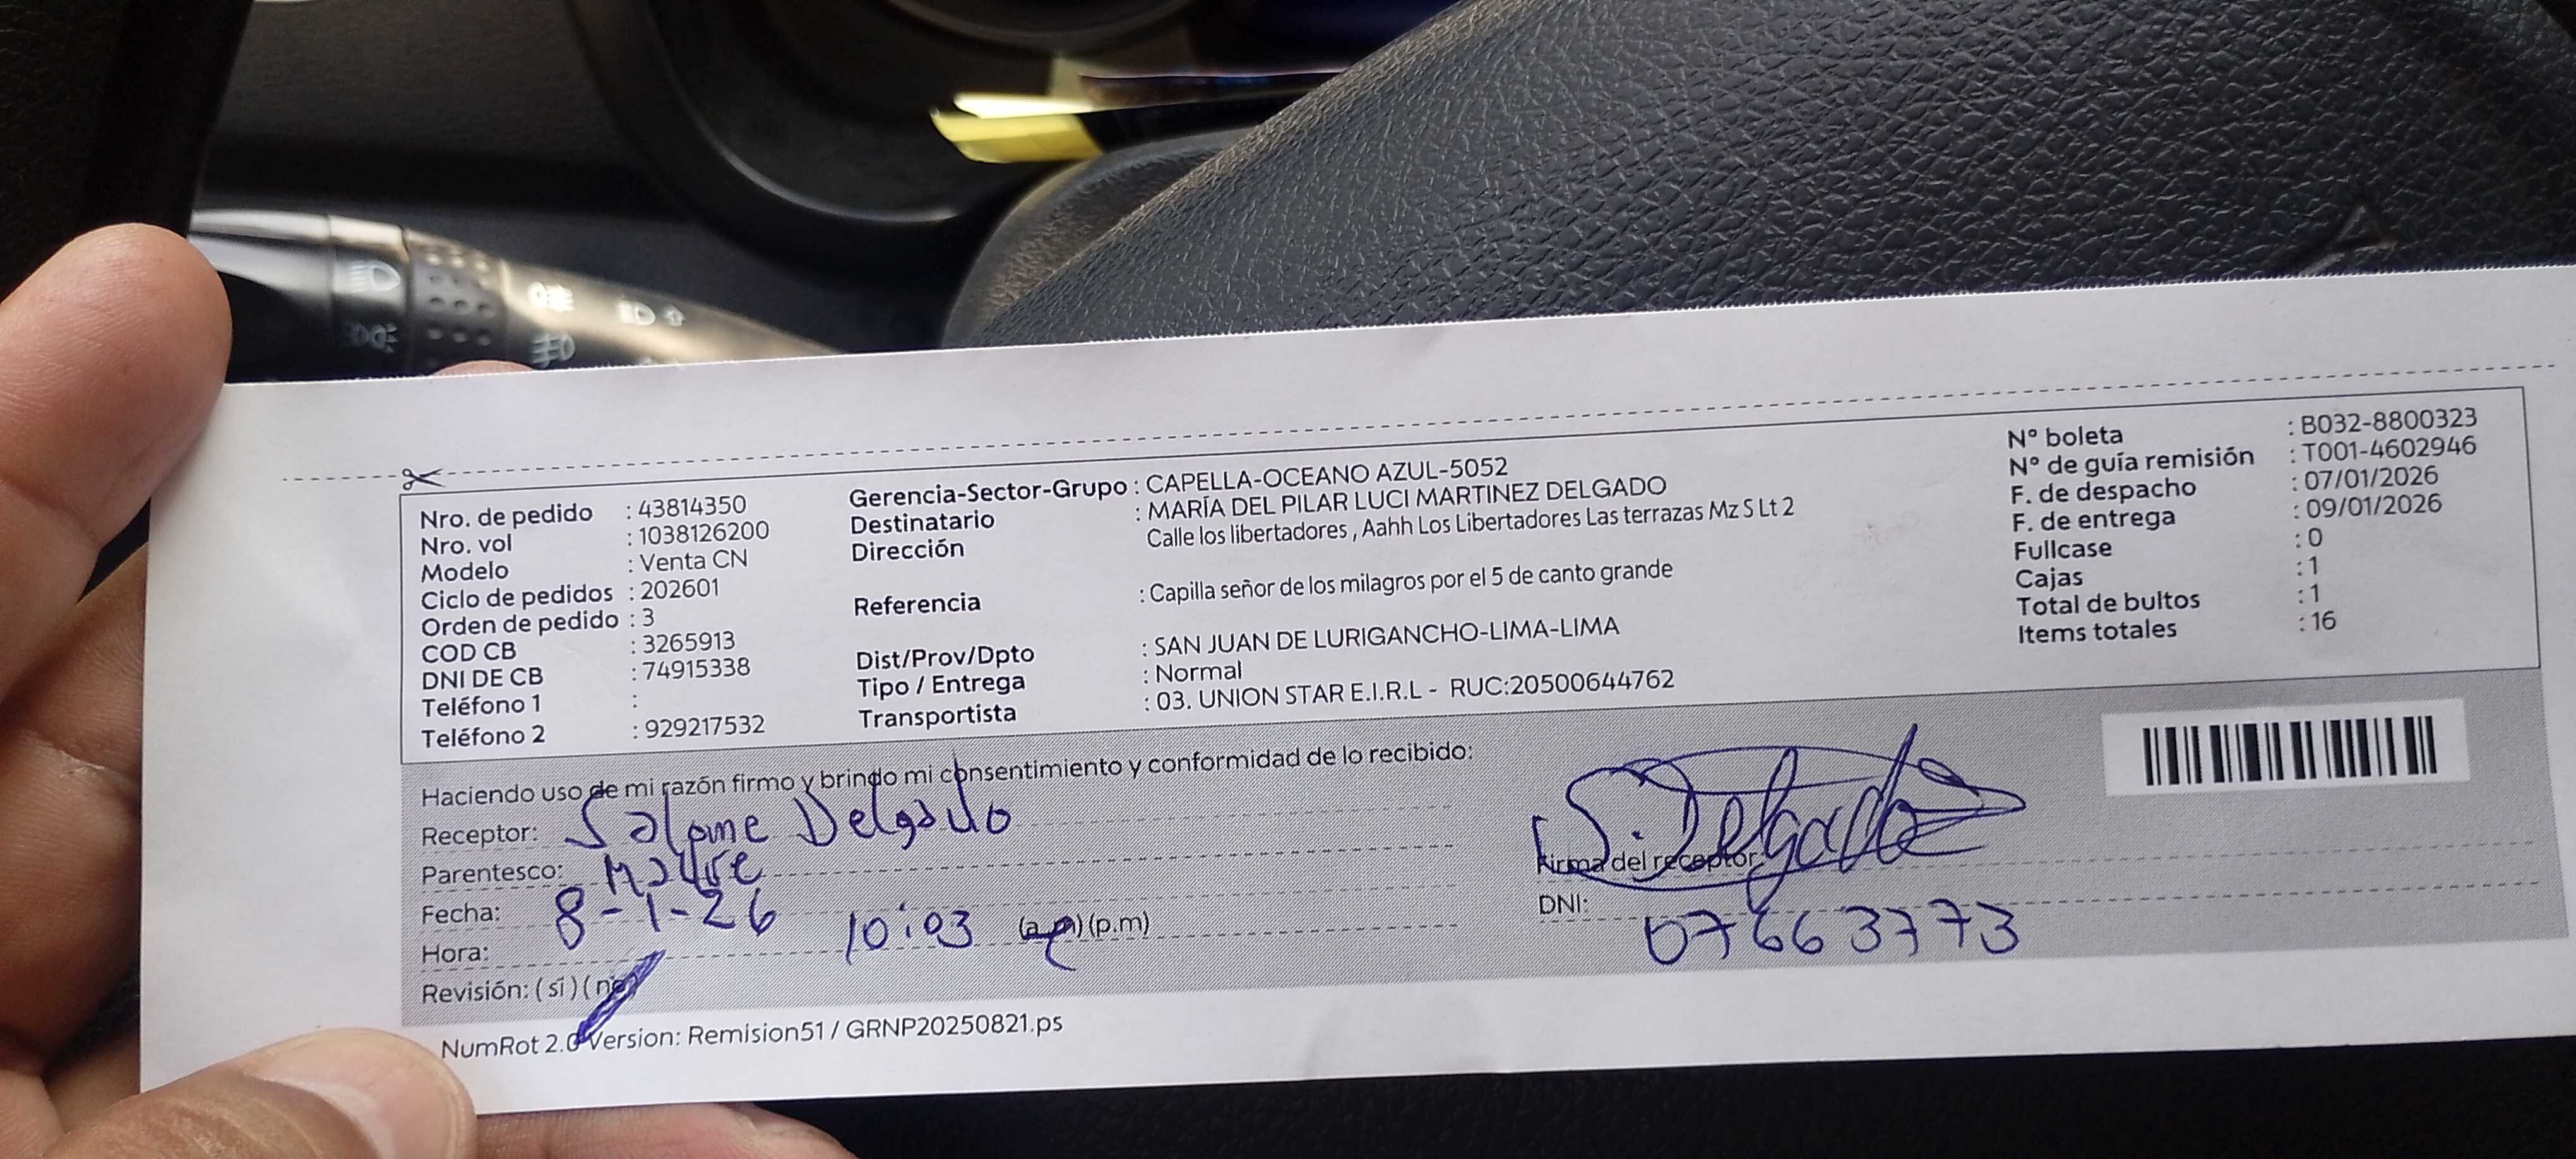 Nro. de pedido : 43814350
Nro. vol : 1038126200
Modelo : Venta CN
Ciclo de pedidos : 202601
Orden de pedido : 3
COD CB : 3265913
DNI DE CB : 74915338
Teléfono 1 :
Teléfono 2 : 929217532
Gerencia-Sector-Grupo : CAPELLA-OCEANO AZUL-5052
Destinatario : MARÍA DEL PILAR LUCI MARTINEZ DELGADO
Dirección Calle los libertadores , Aahh Los Libertadores Las terrazas Mz S Lt 2
Referencia : Capilla señor de los milagros por el 5 de canto grande
Dist/Prov/Dpto : SAN JUAN DE LURIGANCHO-LIMA-LIMA
Tipo / Entrega : Normal
Transportista : 03. UNION STAR E.I.R.L - RUC:20500644762
N° boleta : B032-8800323
N° de guía remisión : T001-4602946
F. de despacho : 07/01/2026
F. de entrega : 09/01/2026
Fullcase : 0
Cajas : 1
Total de bultos : 1
Items totales : 16
Haciendo uso de mi razón firmo y brindo mi consentimiento y conformidad de lo recibido:
Receptor: Salome Delgado
Parentesco: Madre
Fecha: 8-1-26
Hora: 10:03 (a.m) (p.m)
Revisión: (si) (no)
S. Delgado
Firma del receptor:
DNI: 07663773
NumRot 2.0 Version: Remision51 / GRNP20250821.ps